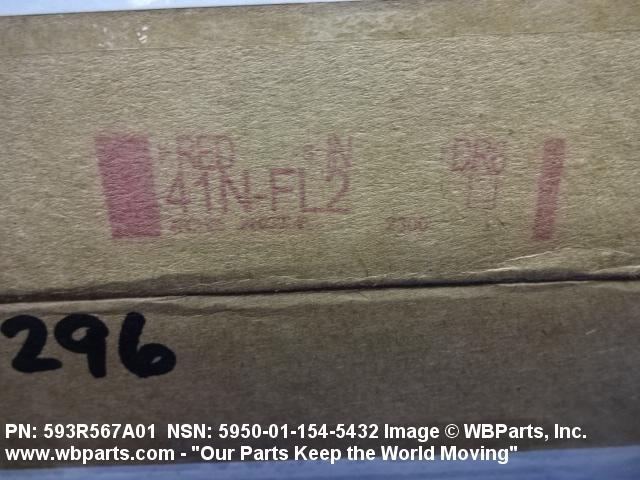 RED
41N-FL2
296
PN: 593R567A01 NSN: 5950-01-154-5432 Image © WBParts, Inc.
www.wbparts.com - "Our Parts Keep the World Moving"